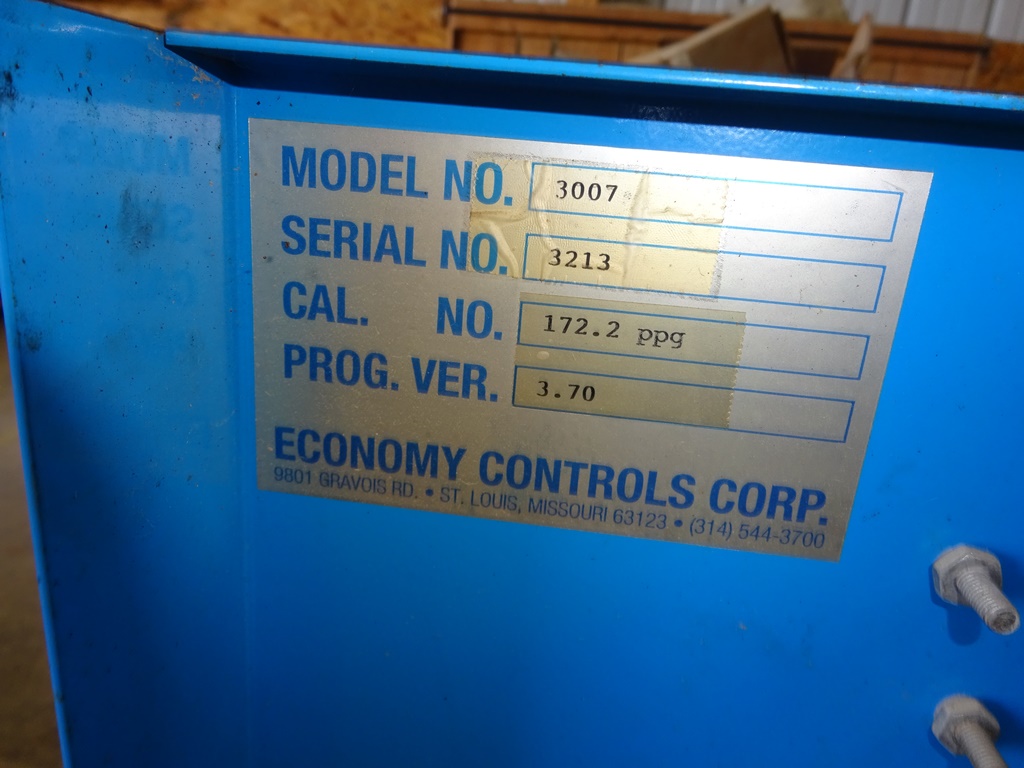 MODEL NO. 3007
SERIAL NO. 3213
CAL. NO. 172.2 ppg
PROG. VER. 3.70
ECONOMY CONTROLS CORP.
9801 GRAVOIS RD. • ST. LOUIS, MISSOURI 63123 • (314) 544-3700